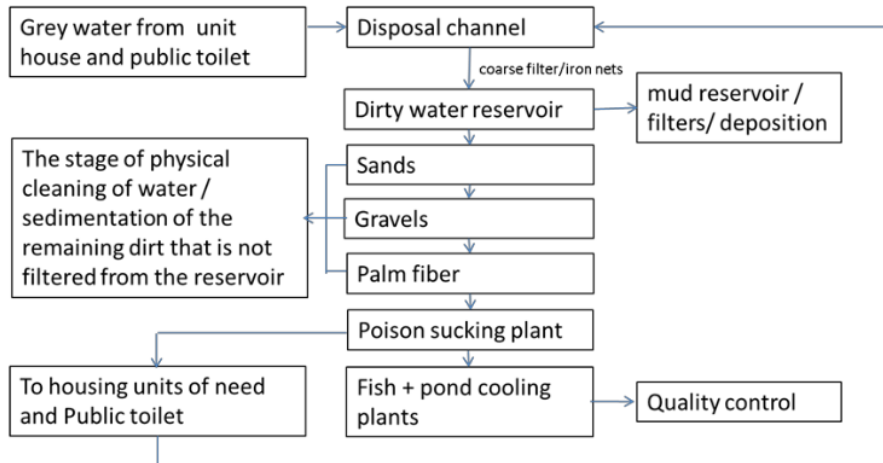 Grey water from unit
house and public toilet
Disposal channel
coarse filter/iron nets
Dirty water reservoir
mud reservoir /
filters/ deposition
The stage of physical
cleaning of water /
sedimentation of the
remaining dirt that is not
filtered from the reservoir
Sands
Gravels
Palm fiber
Poison sucking plant
To housing units of need
and Public toilet
Fish + pond cooling
plants
Quality control